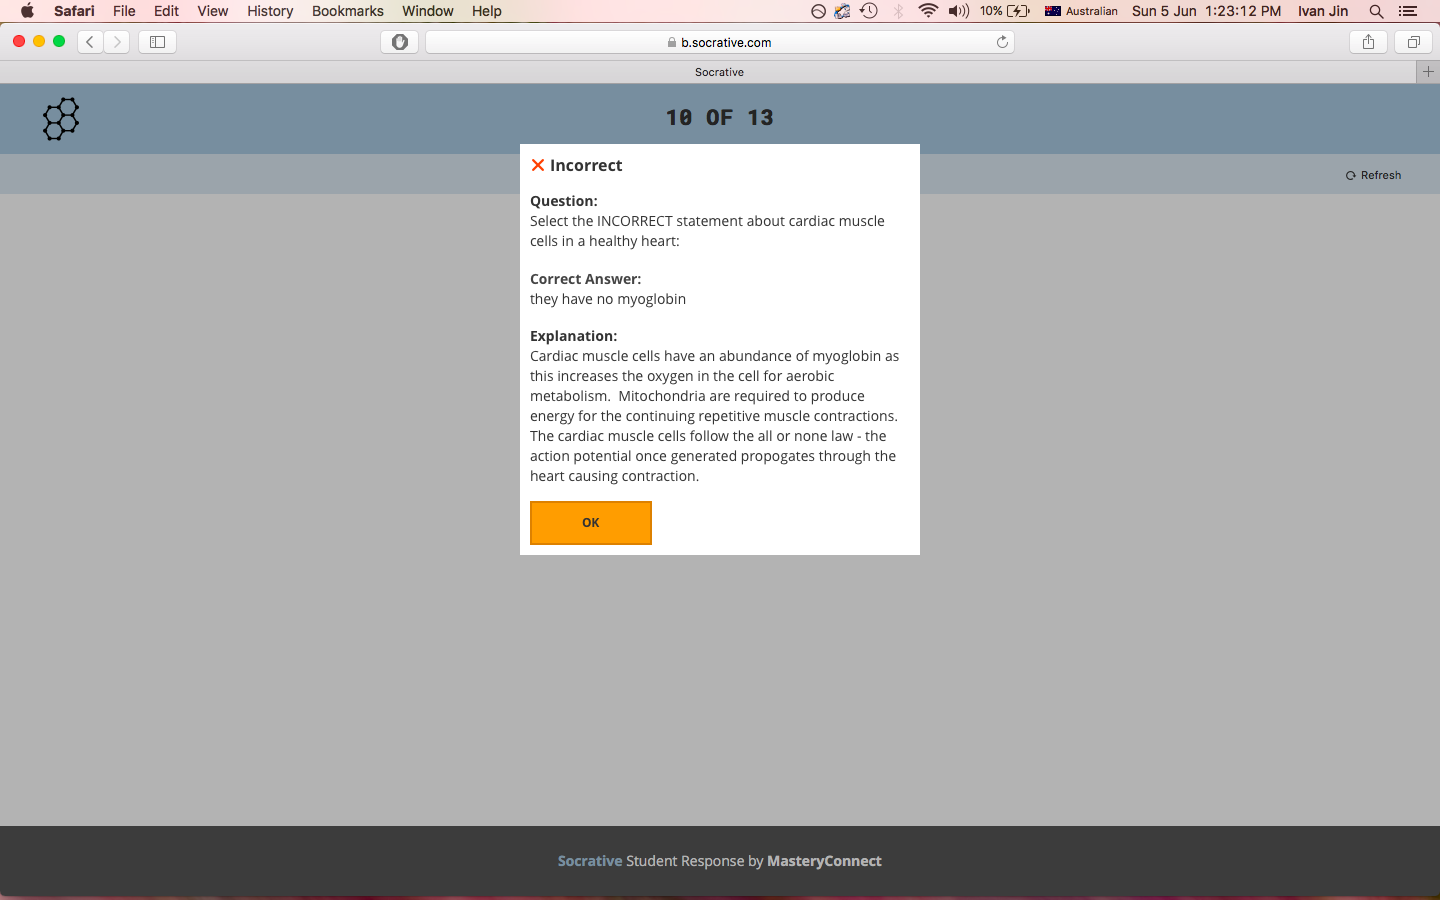 Safari File Edit View History Bookmarks Window Help 10% Australian Sun 5 Jun 1:23:12 PM Ivan Jin
b.socrative.com
Socrative
10 OF 13
Refresh
Incorrect
Question:
Select the INCORRECT statement about cardiac muscle
cells in a healthy heart:
Correct Answer:
they have no myoglobin
Explanation:
Cardiac muscle cells have an abundance of myoglobin as
this increases the oxygen in the cell for aerobic
metabolism.  Mitochondria are required to produce
energy for the continuing repetitive muscle contractions.
The cardiac muscle cells follow the all or none law - the
action potential once generated propogates through the
heart causing contraction.
OK
Socrative Student Response by MasteryConnect